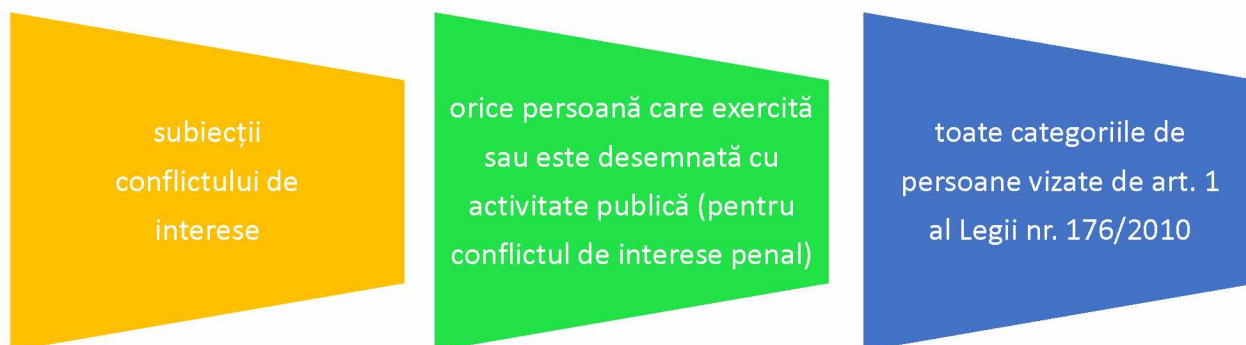 subiecții
conflictului de
interese
orice persoană care exercită
sau este desemnată cu
activitate publică (pentru
conflictul de interese penal)
toate categoriile de
persoane vizate de art. 1
al Legii nr. 176/2010